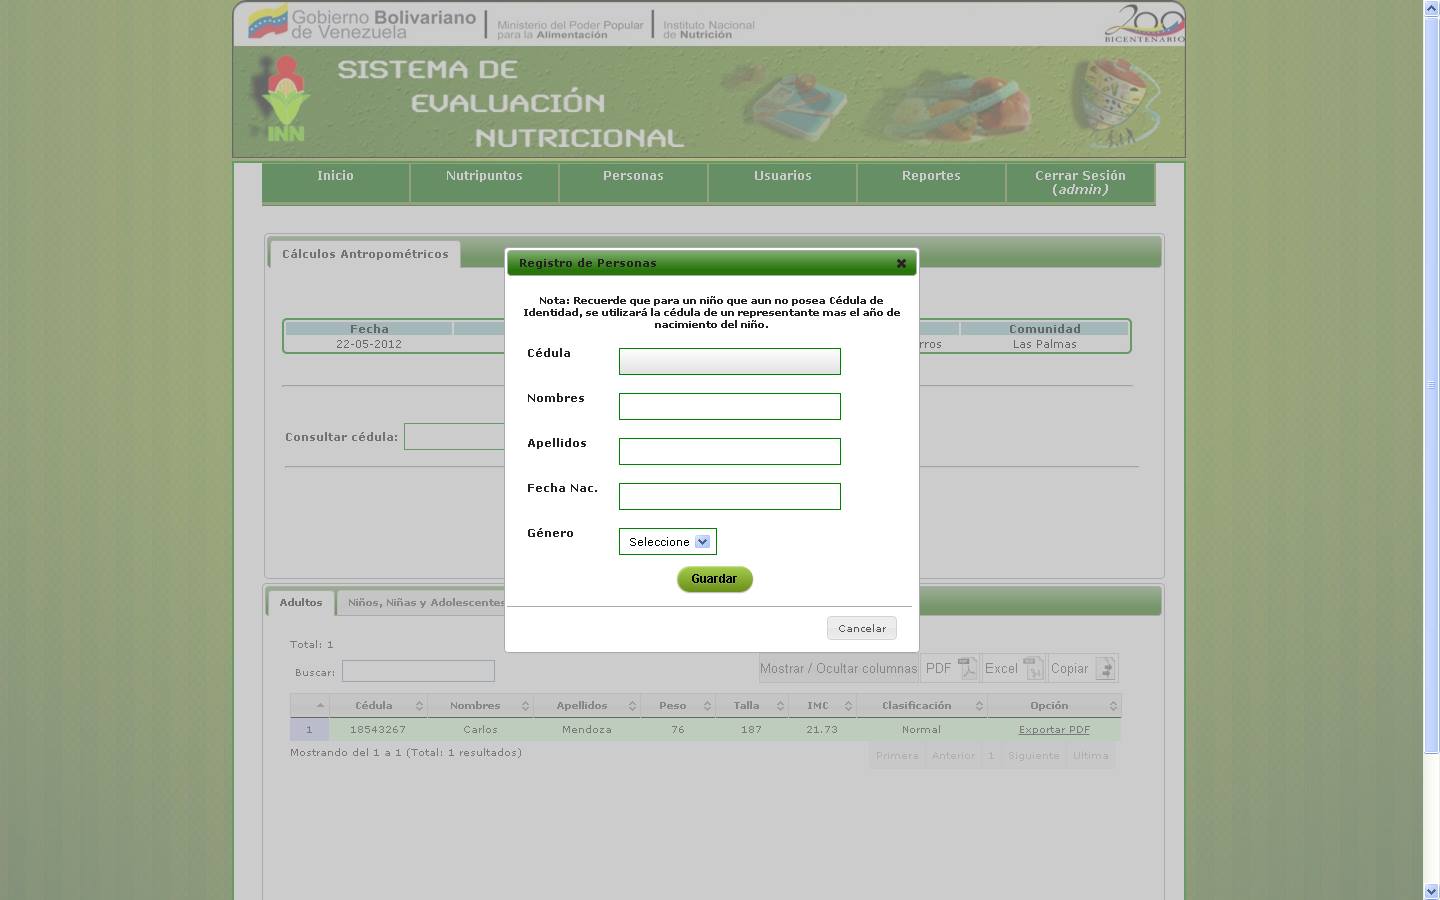 Gobierno Bolivariano
de Venezuela
Ministerio del Poder Popular
para la Alimentación
Instituto Nacional
de Nutrición
200
BICENTENARIO
INN
SISTEMA DE
EVALUACIÓN
NUTRICIONAL
Inicio
Nutripuntos
Personas
Usuarios
Reportes
Cerrar Sesión
(admin)
Cálculos Antropométricos
Registro de Personas
Nota: Recuerde que para un niño que aun no posea Cédula de
Identidad, se utilizará la cédula de un representante mas el año de
nacimiento del niño.
Fecha
Comunidad
22-05-2012
rros
Las Palmas
Cédula
Nombres
Consultar cédula:
Apellidos
Fecha Nac.
Género
Seleccione
Guardar
Cancelar
Adultos
Niños, Niñas y Adolescentes
Total: 1
Buscar:
Mostrar / Ocultar columnas
PDF
Excel
Copiar
Cédula Nombres Apellidos Peso Talla IMC Clasificación Opción
1 18543267 Carlos Mendoza 76 187 21.73 Normal Exportar PDF
Mostrando del 1 a 1 (Total: 1 resultados)
Primera Anterior 1 Siguiente Ultima